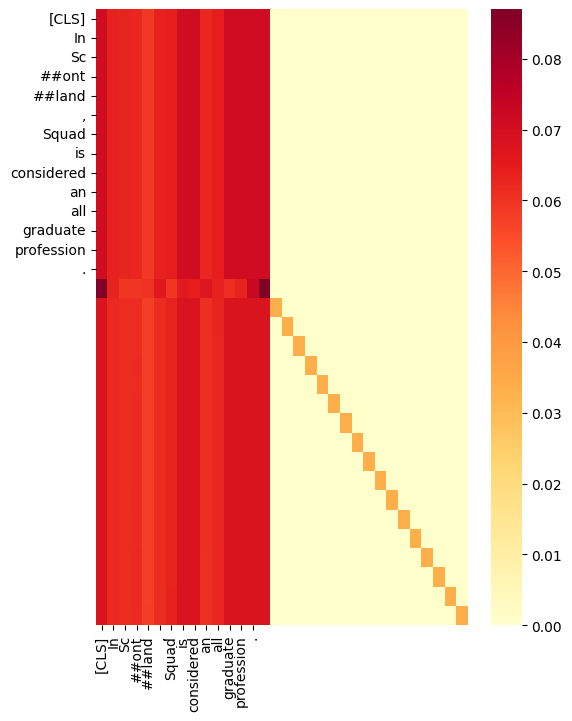 [CLS]
In
Sc
##ont
##land
,
Squad
is
considered
an
all
graduate
profession
.
0.08
0.07
0.06
0.05
0.04
0.03
0.02
0.01
0.00
[CLS]
In
Sc
##ont
##land
,
Squad
is
considered
an
all
graduate
profession
.